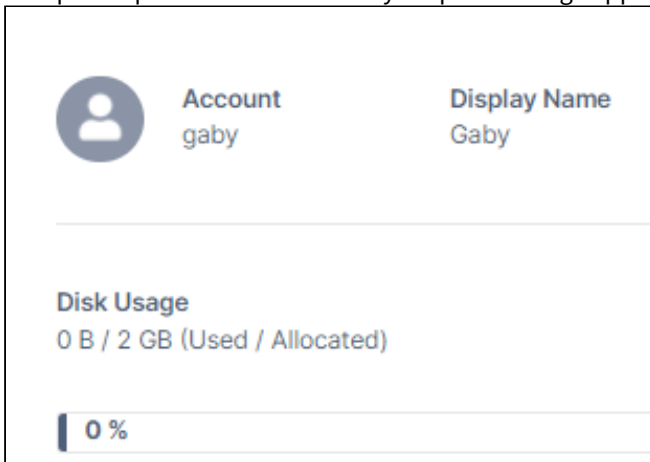 Account Display Name
gaby Gaby
Disk Usage
0 B / 2 GB (Used / Allocated)
0 %